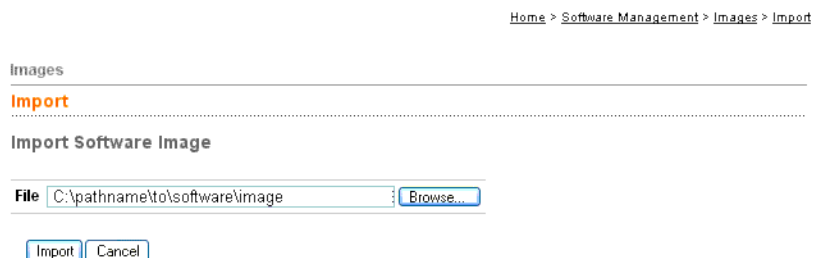 Home > Software Management > Images > Import
Images
Import
Import Software Image
File C:\pathname\to\software\image Browse...
Import Cancel